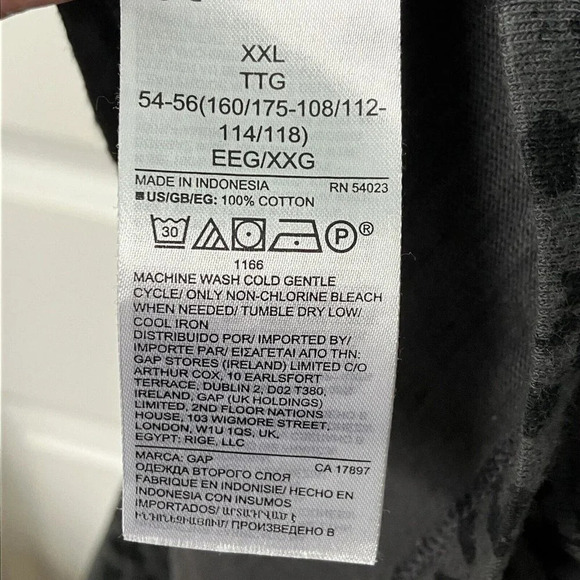 XXL
TTG
54-56(160/175-108/112-
114/118)
EEG/XXG
MADE IN INDONESIA RN 54023
US/GB/EG: 100% COTTON
30 P®
1166
MACHINE WASH COLD GENTLE
CYCLE/ ONLY NON-CHLORINE BLEACH
WHEN NEEDED/ TUMBLE DRY LOW/
COOL IRON
DISTRIBUIDO POR/ IMPORTED BY/
IMPORTE PAR/ ΕΙΣΑΓΕΤΑΙ ΑΠΟ ΤΗΝ:
GAP STORES (IRELAND) LIMITED C/O
ARTHUR COX, 10 EARLSFORT
TERRACE, DUBLIN 2, D02 T380,
IRELAND, GAP (UK HOLDINGS)
LIMITED, 2ND FLOOR NATIONS
HOUSE, 103 WIGMORE STREET,
LONDON, W1U 1QS, UK,
EGYPT: RIGE, LLC
MARCA: GAP CA 17897
ОДЕЖДА ВТОРОГО СЛОЯ
FABRIQUE EN INDONESIE/ HECHO EN
INDONESIA CON INSUMOS
IMPORTADOS/ ԱՐՏԱԴՐՎԱԾ Է
ԻՆԴՈՆԵԶԻԱՅՈՒՄ/ ПРОИЗВЕДЕНО В